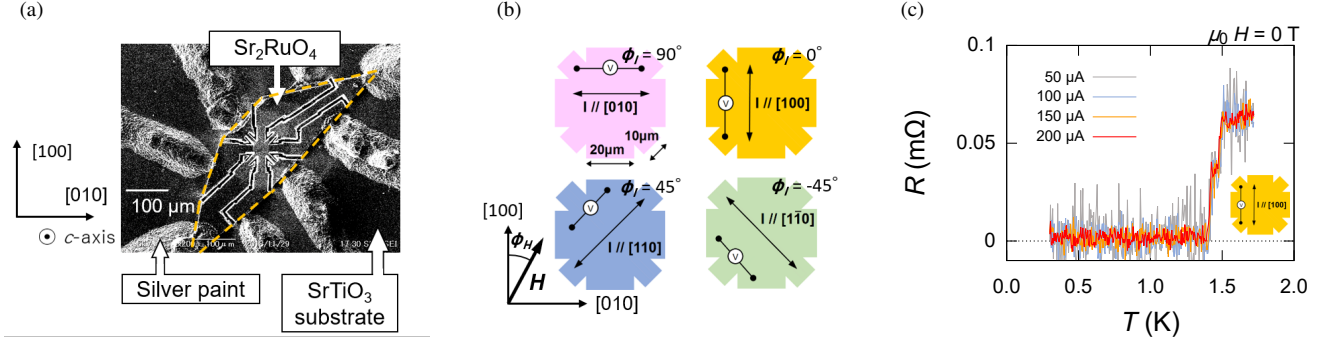 (a)
Sr2RuO4
[100]
[010]
c-axis
100 μm
Silver paint
SrTiO3
substrate
(b)
ϕI = 90°
V
I // [010]
10μm
20μm
ϕI = 0°
V
I // [100]
ϕI = 45°
V
I // [110]
ϕI = -45°
V
I // [11̅0]
[100]
ϕH
H
[010]
(c)
μ0 H = 0 T
50 μA
100 μA
150 μA
200 μA
R (mΩ)
0.1
0.05
0
V
I // [100]
0.0 0.5 1.0 1.5 2.0
T (K)